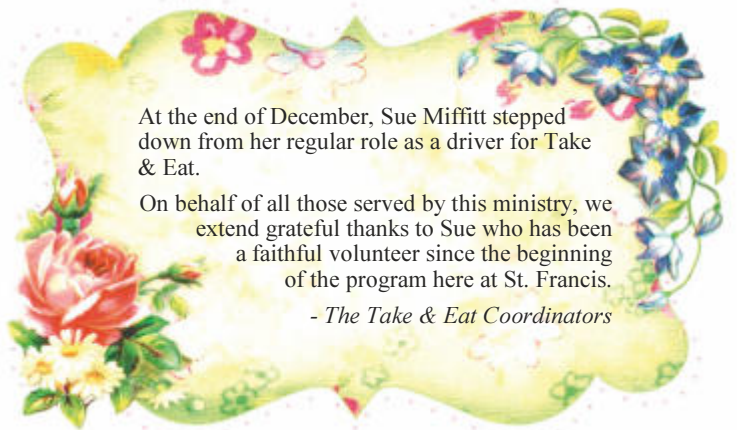 At the end of December, Sue Miffitt stepped
down from her regular role as a driver for Take
& Eat.
On behalf of all those served by this ministry, we
extend grateful thanks to Sue who has been
a faithful volunteer since the beginning
of the program here at St. Francis.
- The Take & Eat Coordinators